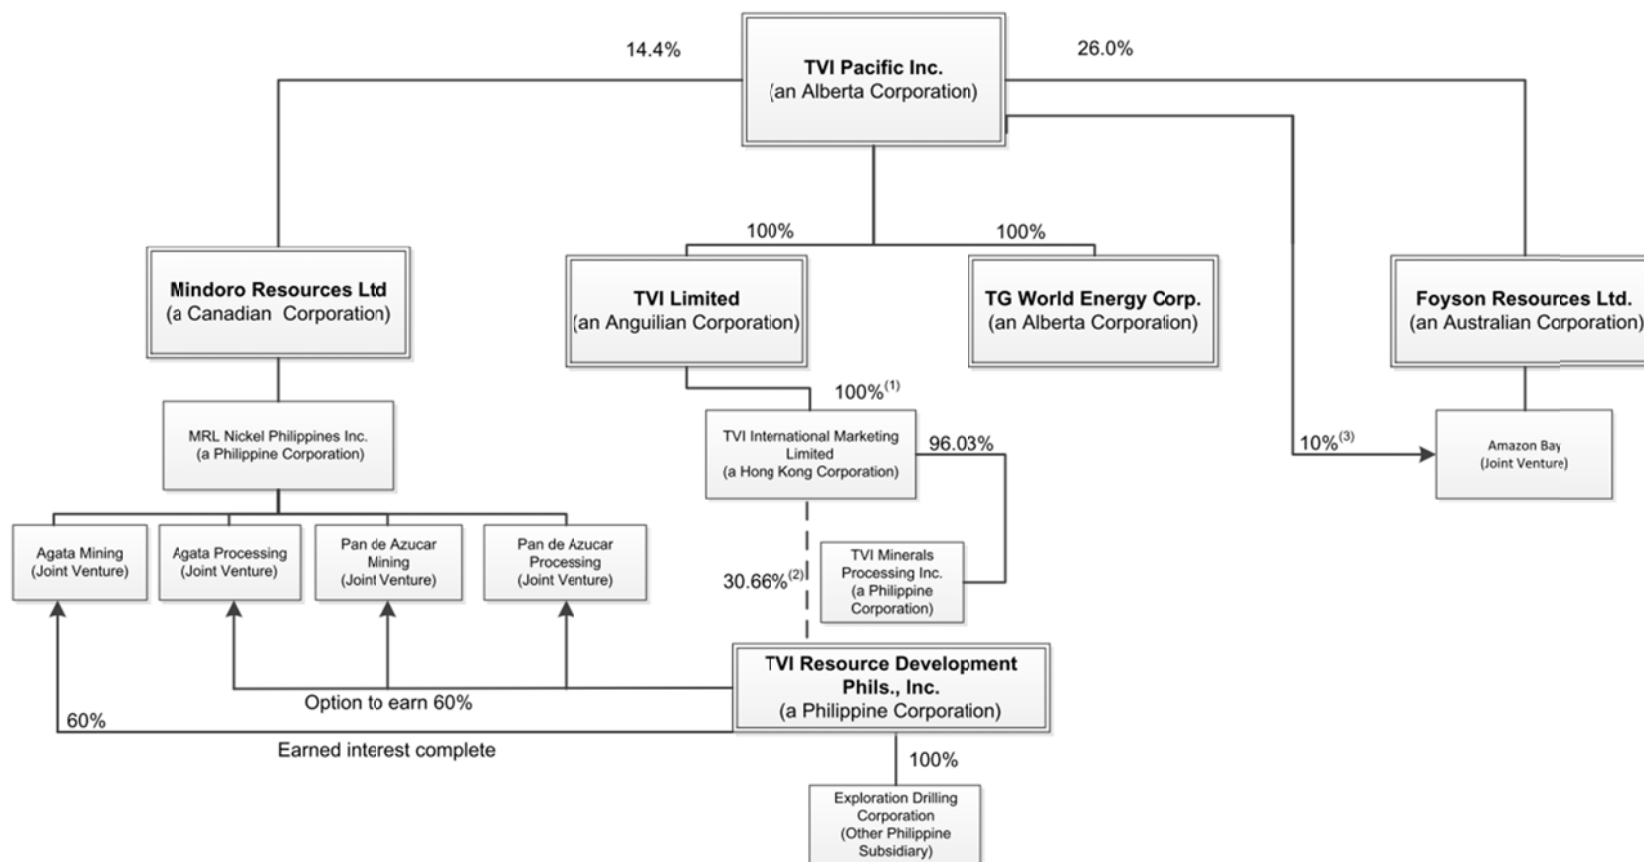 14.4%
TVI Pacific Inc.
(an Alberta Corporation)
26.0%
100%
100%
Mindoro Resources Ltd
(a Canadian Corporation)
TVI Limited
(an Anguilian Corporation)
TG World Energy Corp.
(an Alberta Corporation)
Foyson Resources Ltd.
(an Australian Corporation)
100%(1)
MRL Nickel Philippines Inc.
(a Philippine Corporation)
TVI International Marketing
Limited
(a Hong Kong Corporation)
96.03%
10%(3)
Amazon Bay
(Joint Venture)
Agata Mining
(Joint Venture)
Agata Processing
(Joint Venture)
Pan de Azucar
Mining
(Joint Venture)
Pan de Azucar
Processing
(Joint Venture)
30.66%(2)
TVI Minerals
Processing Inc.
(a Philippine
Corporation)
TVI Resource Development
Phils., Inc.
(a Philippine Corporation)
Option to earn 60%
60%
Earned interest complete
100%
Exploration Drilling
Corporation
(Other Philippine
Subsidiary)